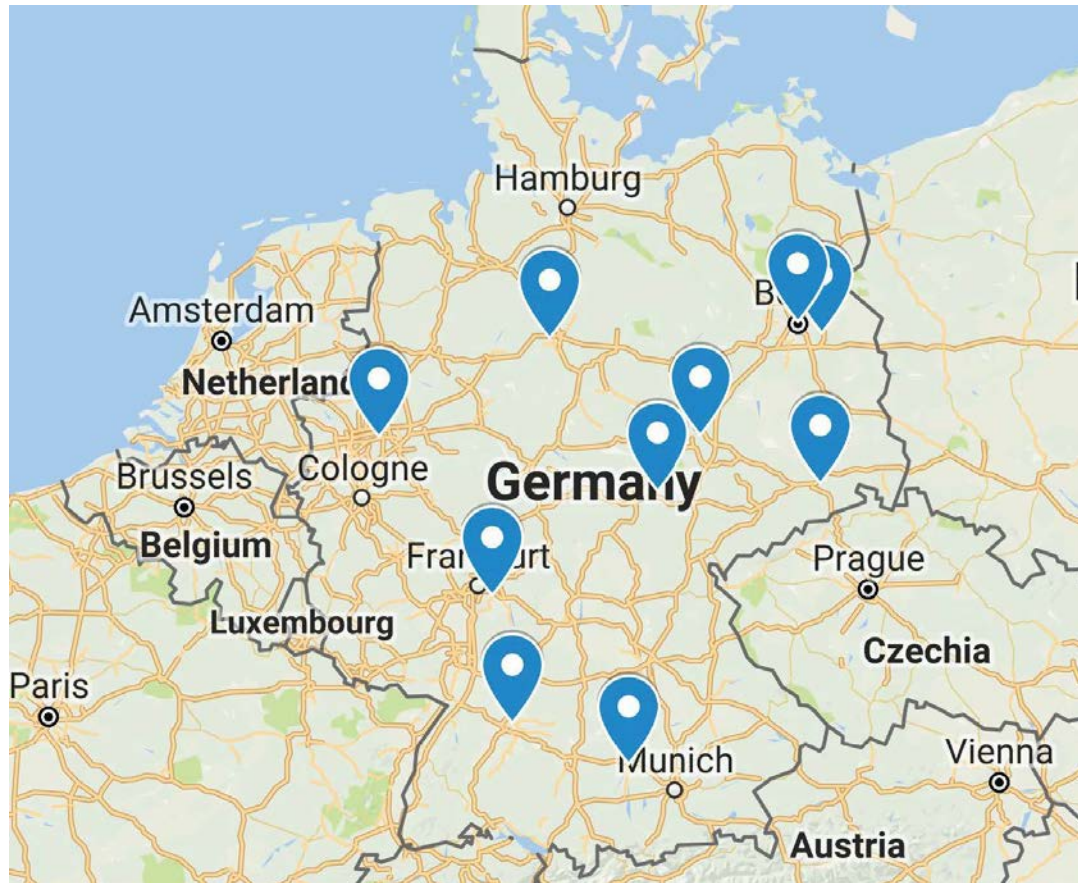 Hamburg
Amsterdam
Netherland
Cologne
Germany
Brussels
Belgium
Luxembourg
Prague
Czechia
Paris
Munich
Vienna
Austria